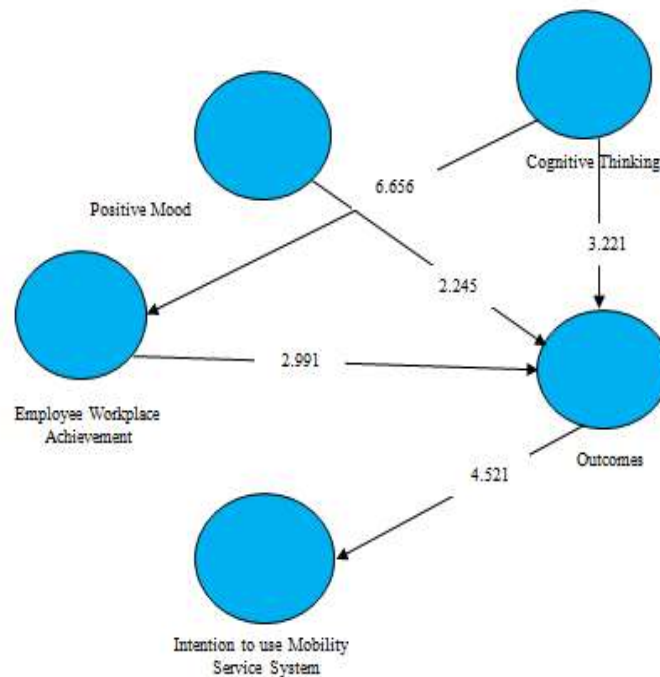 Cognitive Thinking
6.656
Positive Mood
3.221
2.245
2.991
Employee Workplace
Achievement
Outcomes
4.521
Intention to use Mobility
Service System